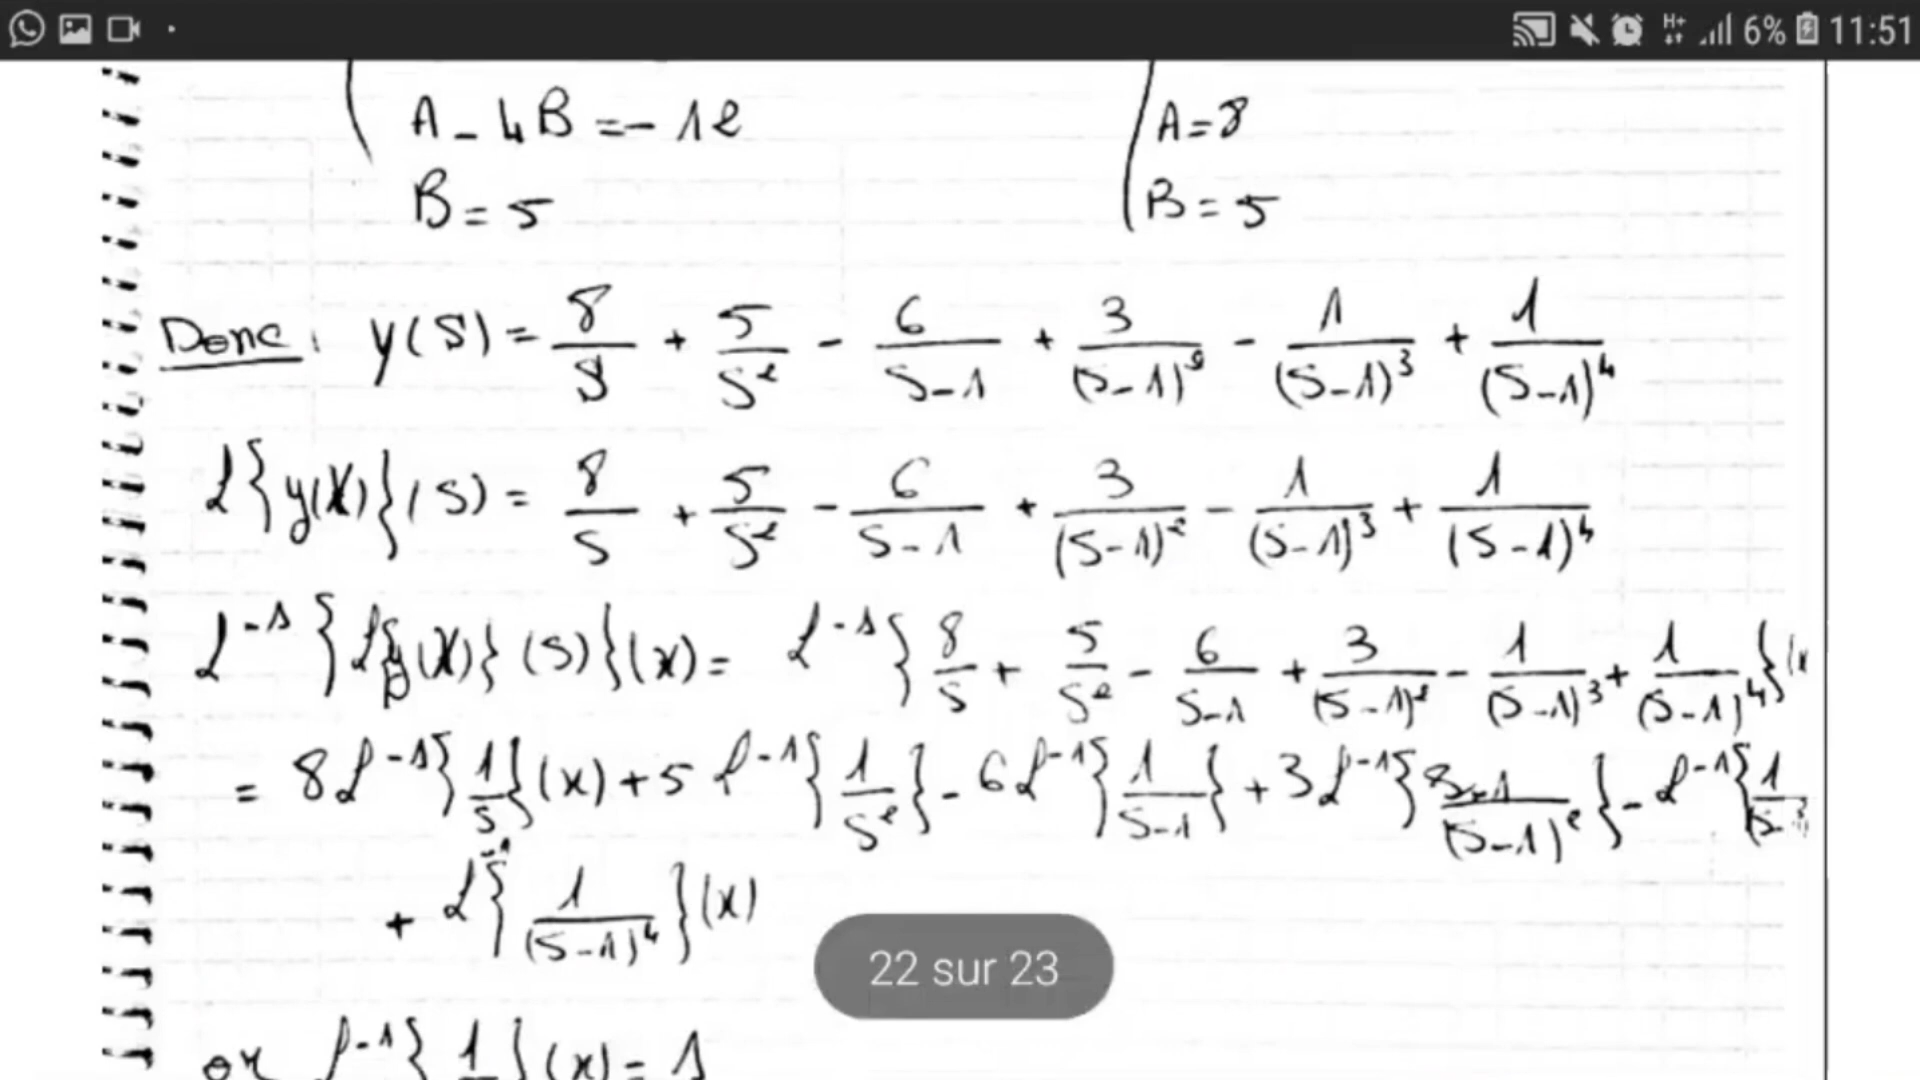 H+ 6% 11:51
A - 4B = - 12
A = 8
B = 5
B = 5
Donc: y(S) = 8/S + 5/S² - 6/(S-1) + 3/(S-1)² - 1/(S-1)³ + 1/(S-1)⁴
ℒ{y(x)}(S) = 8/S + 5/S² - 6/(S-1) + 3/(S-1)² - 1/(S-1)³ + 1/(S-1)⁴
ℒ⁻¹{ℒ{y(x)}(S)}(x) = ℒ⁻¹{8/S + 5/S² - 6/(S-1) + 3/(S-1)² - 1/(S-1)³ + 1/(S-1)⁴}(x
= 8ℒ⁻¹{1/S}(x) + 5ℒ⁻¹{1/S²} - 6ℒ⁻¹{1/(S-1)} + 3ℒ⁻¹{1/(S-1)²} - ℒ⁻¹{1/(S-
+ ℒ⁻¹{1/(S-1)⁴}(x)
22 sur 23
or ℒ⁻¹{1/ }(x) = 1